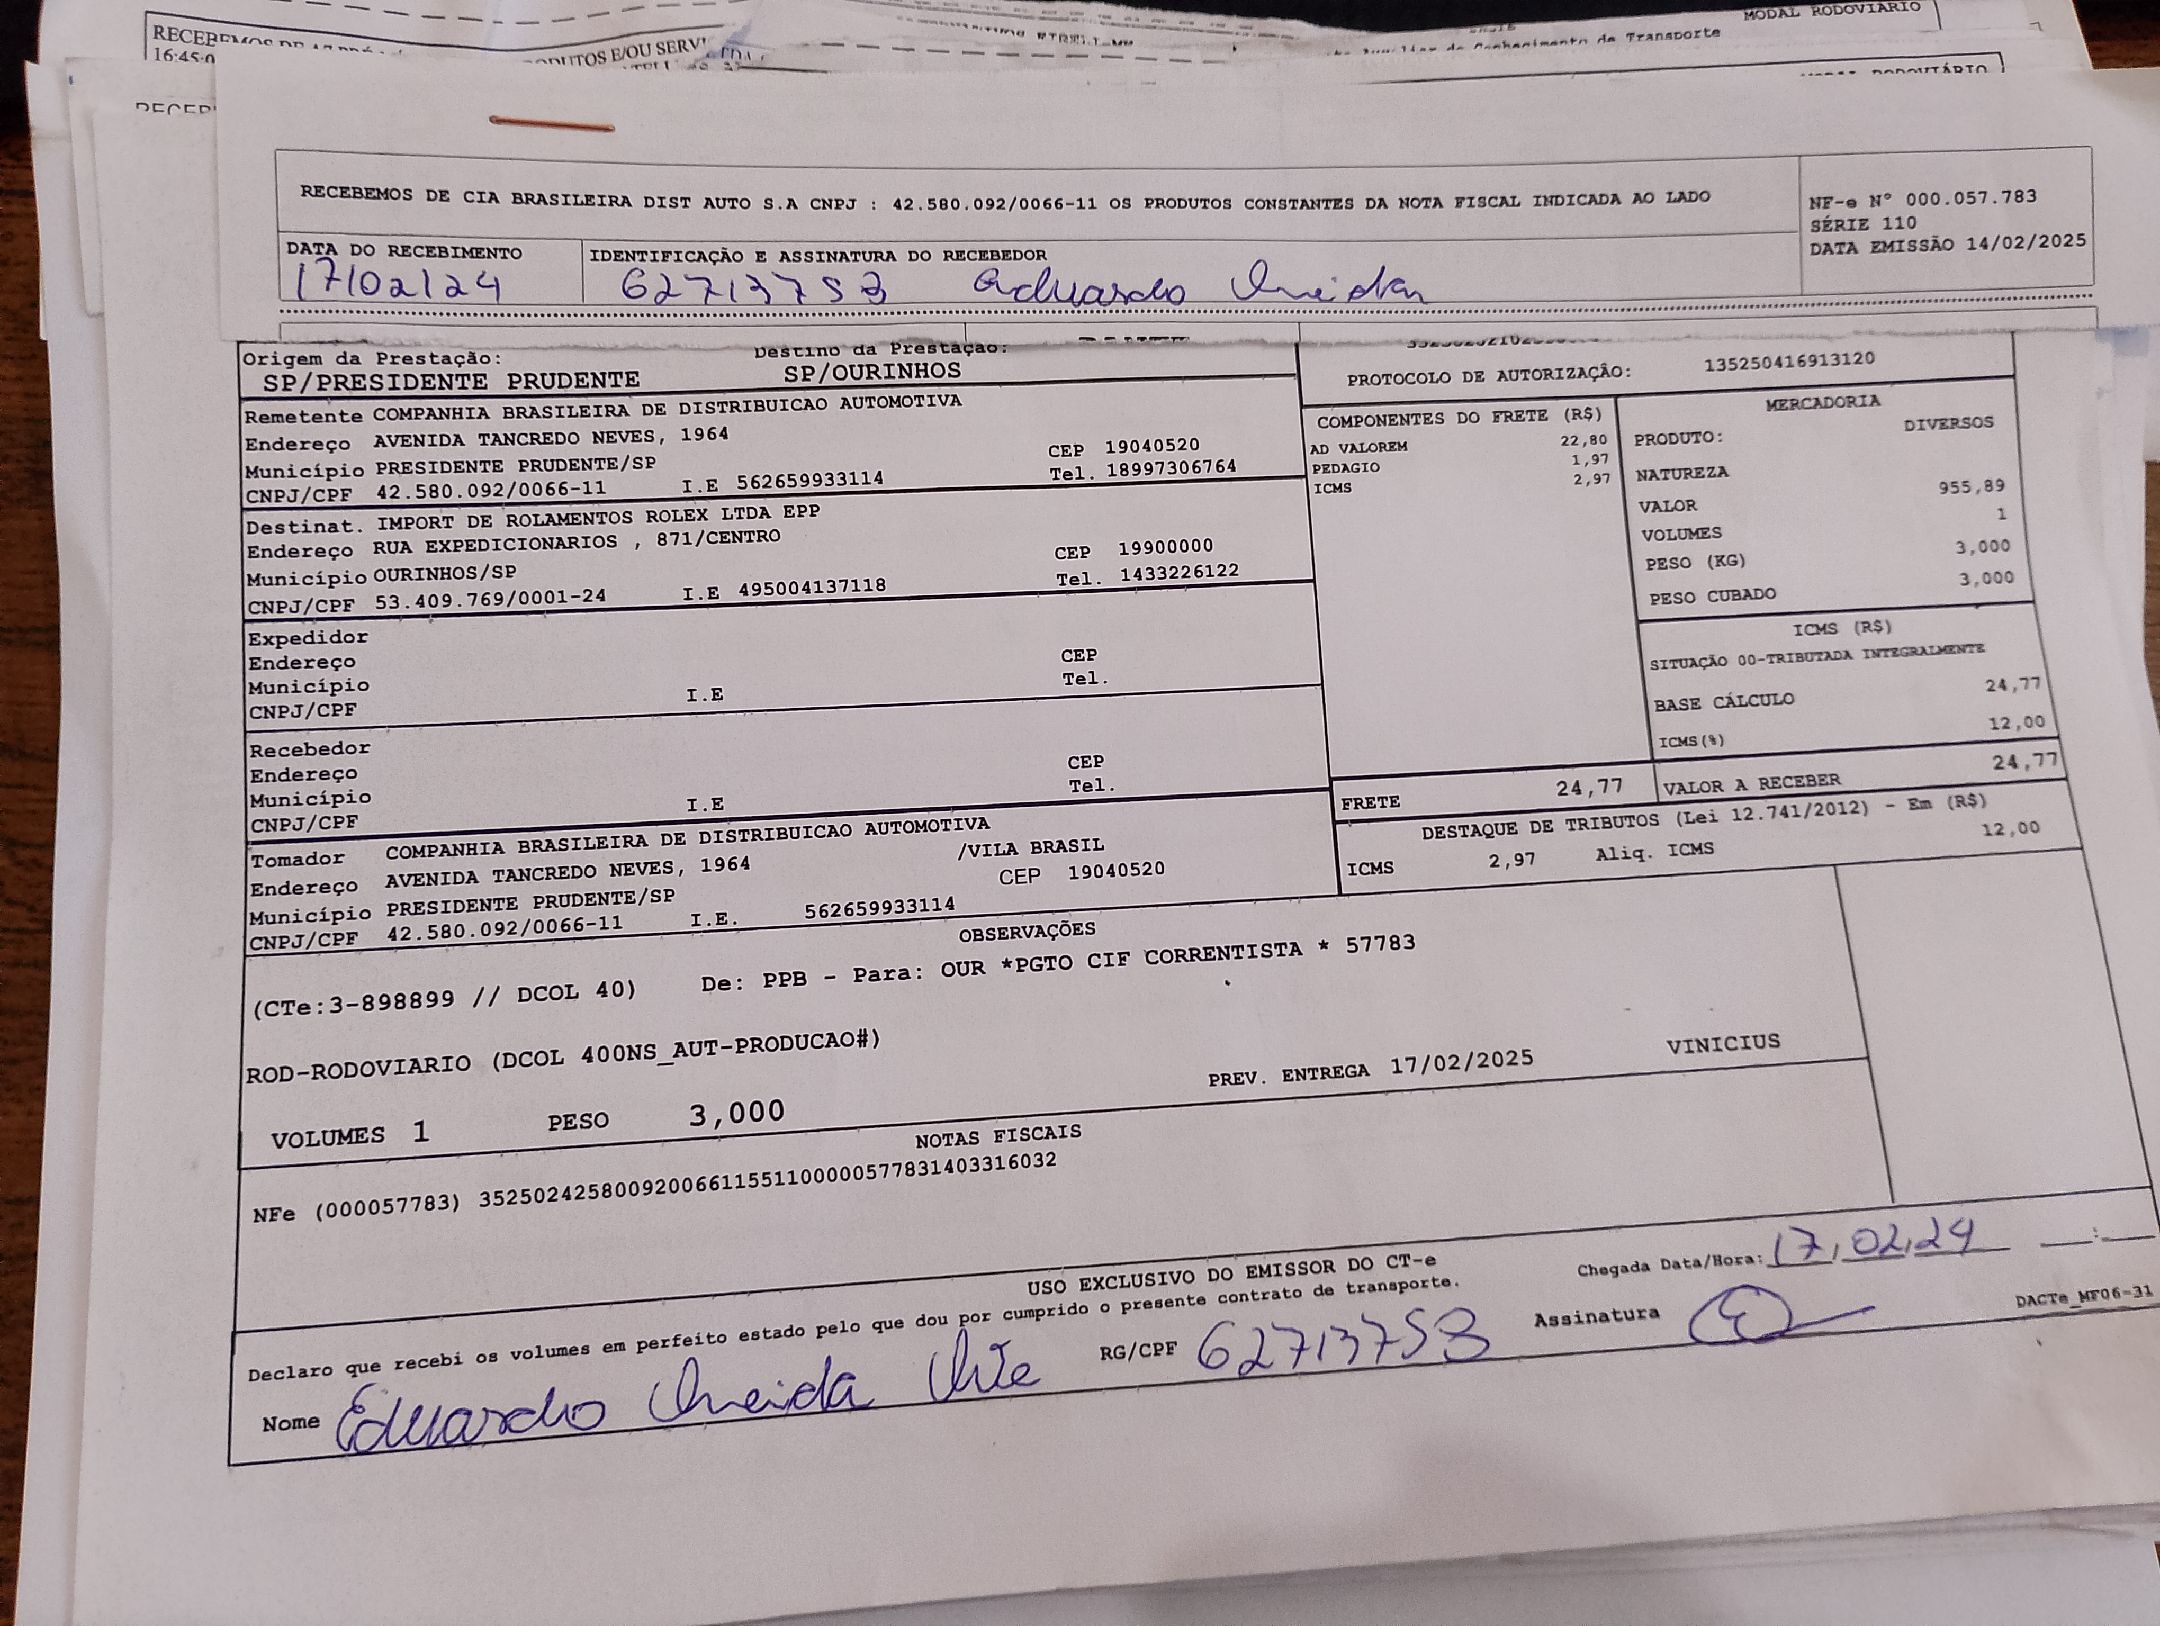 MODAL RODOVIÁRIO
Conhecimento de Transporte
16:45:0
RECEBEMOS DE CIA BRASILEIRA DIST AUTO S.A CNPJ : 42.580.092/0066-11 OS PRODUTOS CONSTANTES DA NOTA FISCAL INDICADA AO LADO
NF-e Nº 000.057.783
SÉRIE 110
DATA EMISSÃO 14/02/2025
DATA DO RECEBIMENTO
17/02/24
IDENTIFICAÇÃO E ASSINATURA DO RECEBEDOR
62713753 Eduardo
Origem da Prestação:
SP/PRESIDENTE PRUDENTE
Destino da Prestação:
SP/OURINHOS
PROTOCOLO DE AUTORIZAÇÃO: 135250416913120
Remetente COMPANHIA BRASILEIRA DE DISTRIBUICAO AUTOMOTIVA
Endereço AVENIDA TANCREDO NEVES, 1964 CEP 19040520
Município PRESIDENTE PRUDENTE/SP Tel. 18997306764
CNPJ/CPF 42.580.092/0066-11 I.E 562659933114
Destinat. IMPORT DE ROLAMENTOS ROLEX LTDA EPP
Endereço RUA EXPEDICIONARIOS , 871/CENTRO CEP 19900000
Município OURINHOS/SP Tel. 1433226122
CNPJ/CPF 53.409.769/0001-24 I.E 495004137118
Expedidor
Endereço CEP
Município Tel.
CNPJ/CPF I.E
Recebedor
Endereço CEP
Município Tel.
CNPJ/CPF I.E
Tomador COMPANHIA BRASILEIRA DE DISTRIBUICAO AUTOMOTIVA
Endereço AVENIDA TANCREDO NEVES, 1964 /VILA BRASIL
Município PRESIDENTE PRUDENTE/SP CEP 19040520
CNPJ/CPF 42.580.092/0066-11 I.E. 562659933114
COMPONENTES DO FRETE (R$)
AD VALOREM 22,80
PEDAGIO 1,97
ICMS 2,97
MERCADORIA
PRODUTO: DIVERSOS
NATUREZA
VALOR 955,89
VOLUMES 1
PESO (KG) 3,000
PESO CUBADO 3,000
ICMS (R$)
SITUAÇÃO 00-TRIBUTADA INTEGRALMENTE
BASE CÁLCULO 24,77
ICMS(%) 12,00
FRETE 24,77 VALOR A RECEBER 24,77
DESTAQUE DE TRIBUTOS (Lei 12.741/2012) - Em (R$)
ICMS 2,97 Aliq. ICMS 12,00
OBSERVAÇÕES
(CTe:3-898899 // DCOL 40) De: PPB - Para: OUR *PGTO CIF CORRENTISTA * 57783
ROD-RODOVIARIO (DCOL 400NS_AUT-PRODUCAO#)
PREV. ENTREGA 17/02/2025 VINICIUS
VOLUMES 1 PESO 3,000
NOTAS FISCAIS
NFe (000057783) 35250242580092006611551100000577831403316032
USO EXCLUSIVO DO EMISSOR DO CT-e
Declaro que recebi os volumes em perfeito estado pelo que dou por cumprido o presente contrato de transporte.
Chegada Data/Hora: 17/02/24
Nome Eduardo
RG/CPF 62713753
Assinatura
DACTe_MF06-31